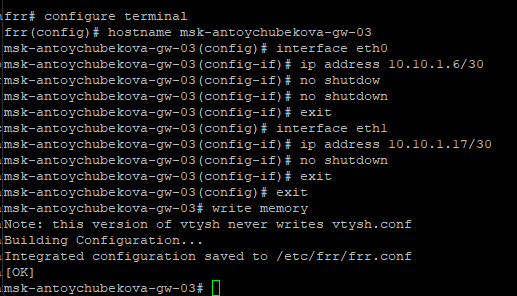 frr# configure terminal
frr(config)# hostname msk-antoychubekova-gw-03
msk-antoychubekova-gw-03(config)# interface eth0
msk-antoychubekova-gw-03(config-if)# ip address 10.10.1.6/30
msk-antoychubekova-gw-03(config-if)# no shutdow
msk-antoychubekova-gw-03(config-if)# no shutdown
msk-antoychubekova-gw-03(config-if)# exit
msk-antoychubekova-gw-03(config)# interface eth1
msk-antoychubekova-gw-03(config-if)# ip address 10.10.1.17/30
msk-antoychubekova-gw-03(config-if)# no shutdown
msk-antoychubekova-gw-03(config-if)# exit
msk-antoychubekova-gw-03(config)# exit
msk-antoychubekova-gw-03# write memory
Note: this version of vtysh never writes vtysh.conf
Building Configuration...
Integrated configuration saved to /etc/frr/frr.conf
[OK]
msk-antoychubekova-gw-03#